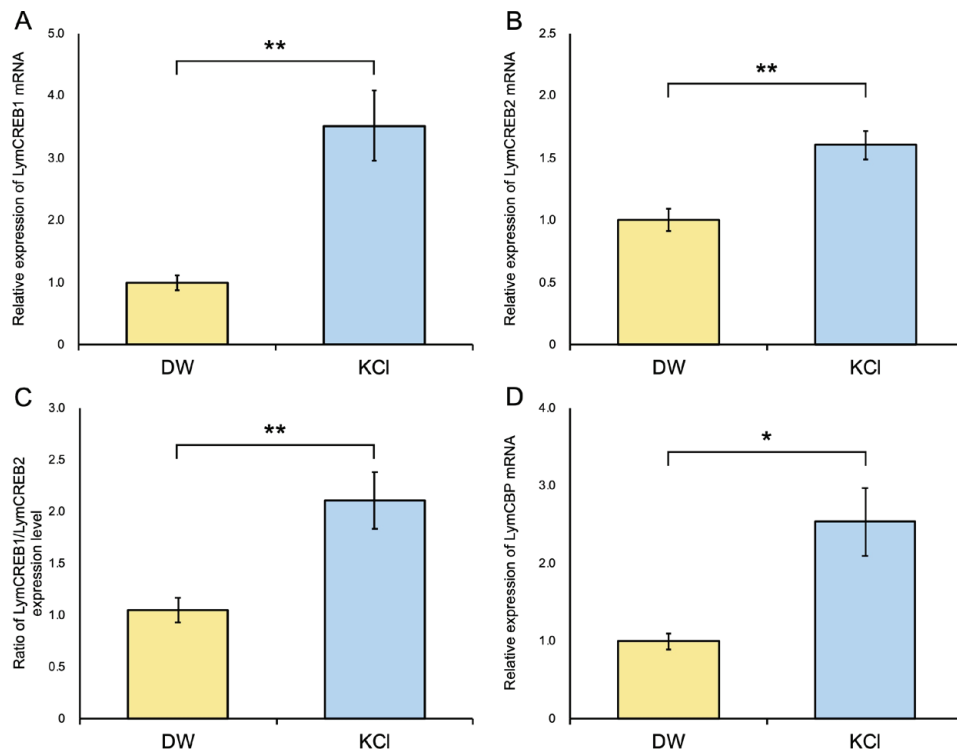 A
Relative expression of LymCREB1 mRNA
5.0
4.0
3.0
2.0
1.0
0
**
DW
KCl
B
Relative expression of LymCREB2 mRNA
2.5
2.0
1.5
1.0
0.5
0
**
DW
KCl
C
Ratio of LymCREB1/LymCREB2
expression level
3.0
2.5
2.0
1.5
1.0
0.5
0
**
DW
KCl
D
Relative expression of LymCBP mRNA
4.0
3.0
2.0
1.0
0
*
DW
KCl